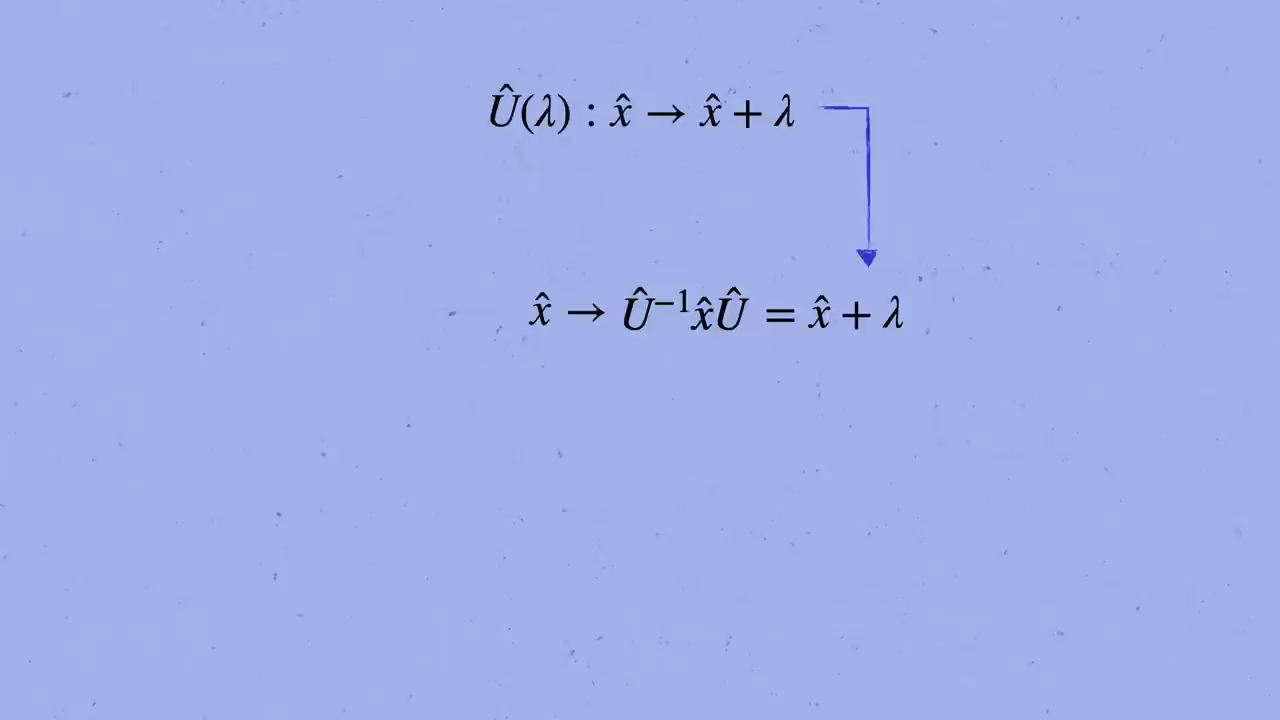 Û(λ) : x̂ → x̂ + λ
x̂ → Û⁻¹x̂Û = x̂ + λ